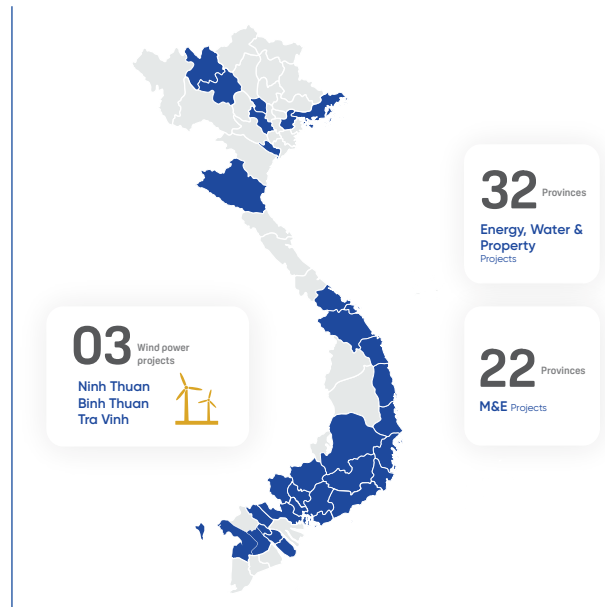 32 Provinces
Energy, Water &
Property
Projects
03 Wind power
projects
Ninh Thuan
Binh Thuan
Tra Vinh
22 Provinces
M&E Projects